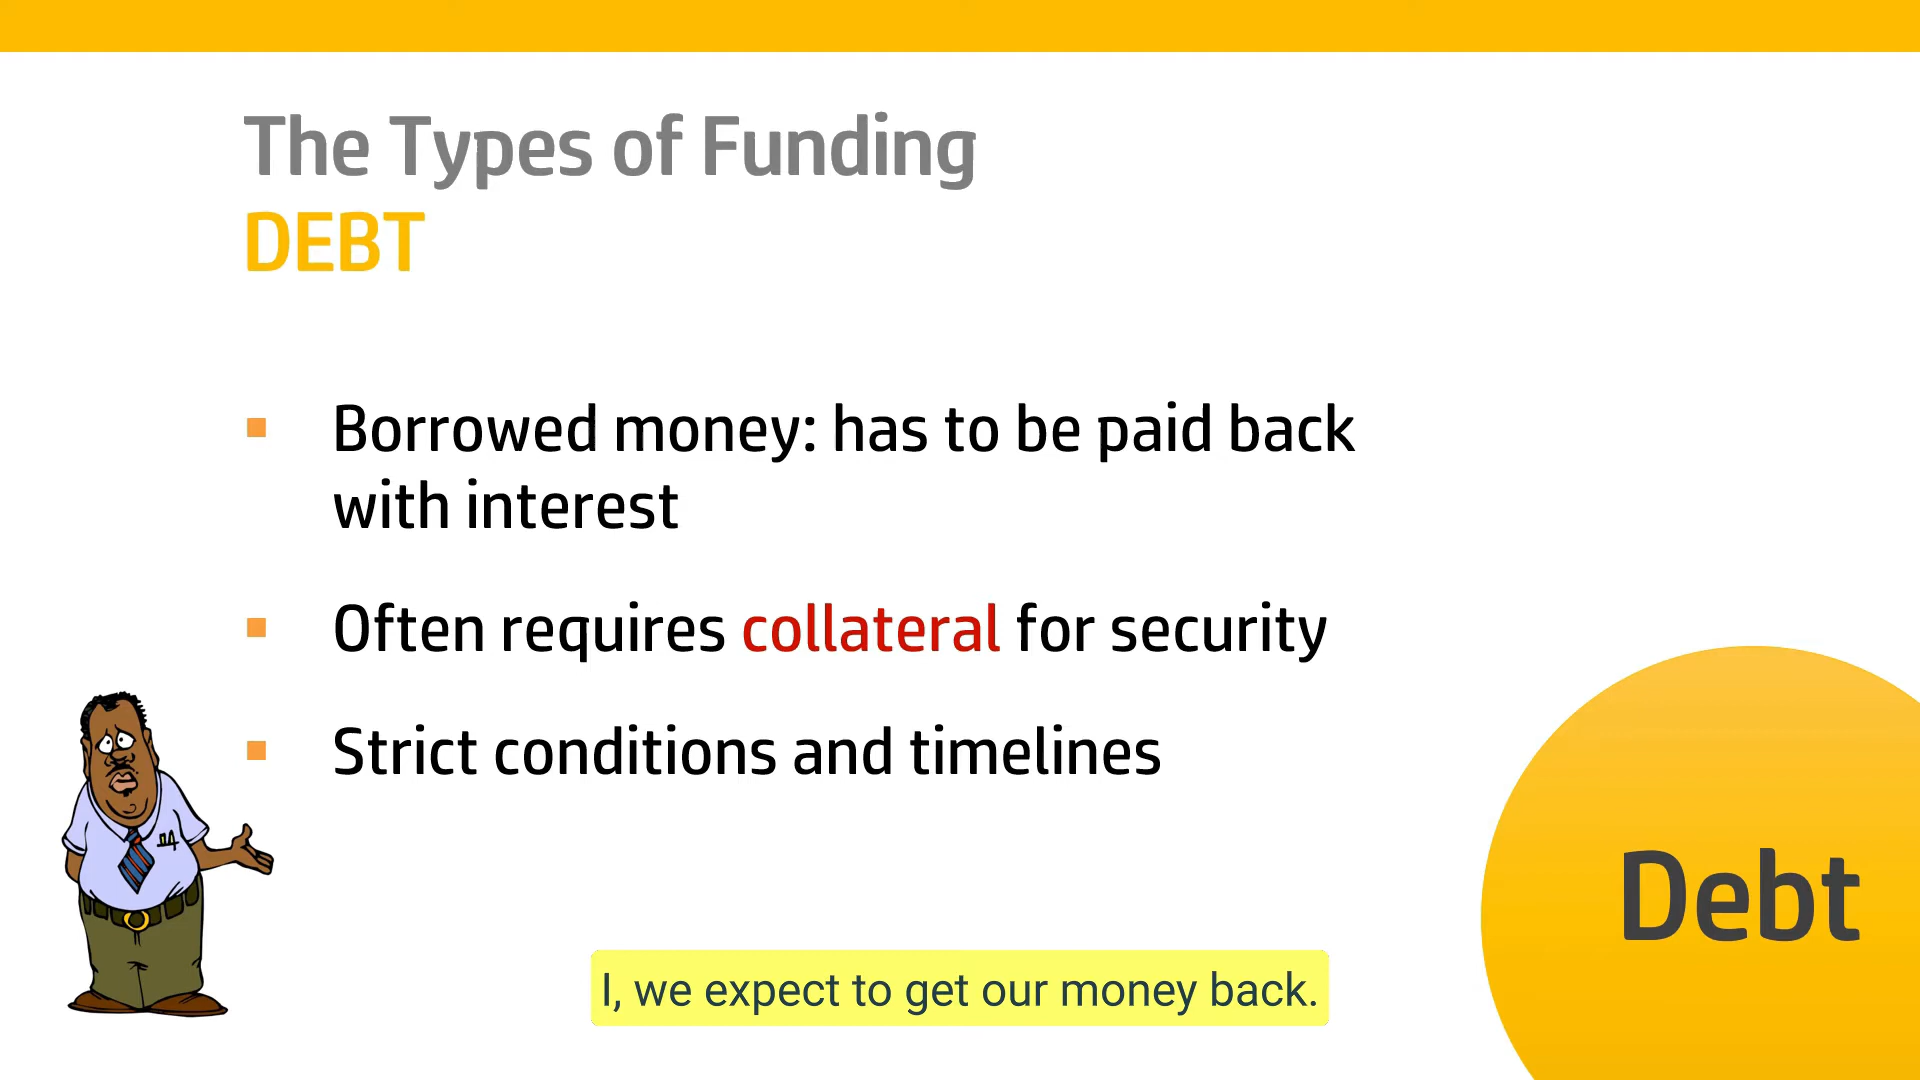 The Types of Funding
DEBT
Borrowed money: has to be paid back
with interest
Often requires collateral for security
Strict conditions and timelines
Debt
I, we expect to get our money back.